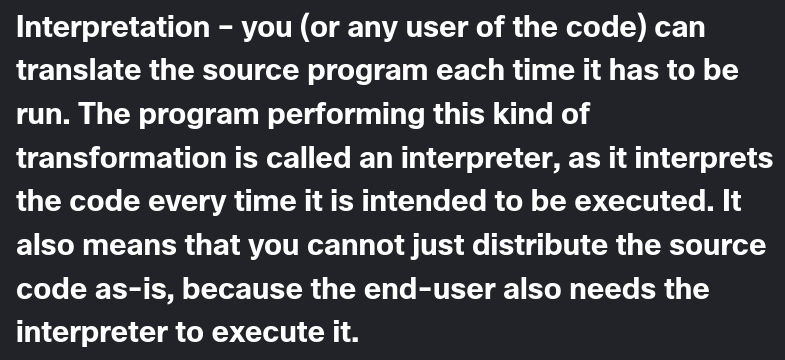 Interpretation – you (or any user of the code) can
translate the source program each time it has to be
run. The program performing this kind of
transformation is called an interpreter, as it interprets
the code every time it is intended to be executed. It
also means that you cannot just distribute the source
code as-is, because the end-user also needs the
interpreter to execute it.